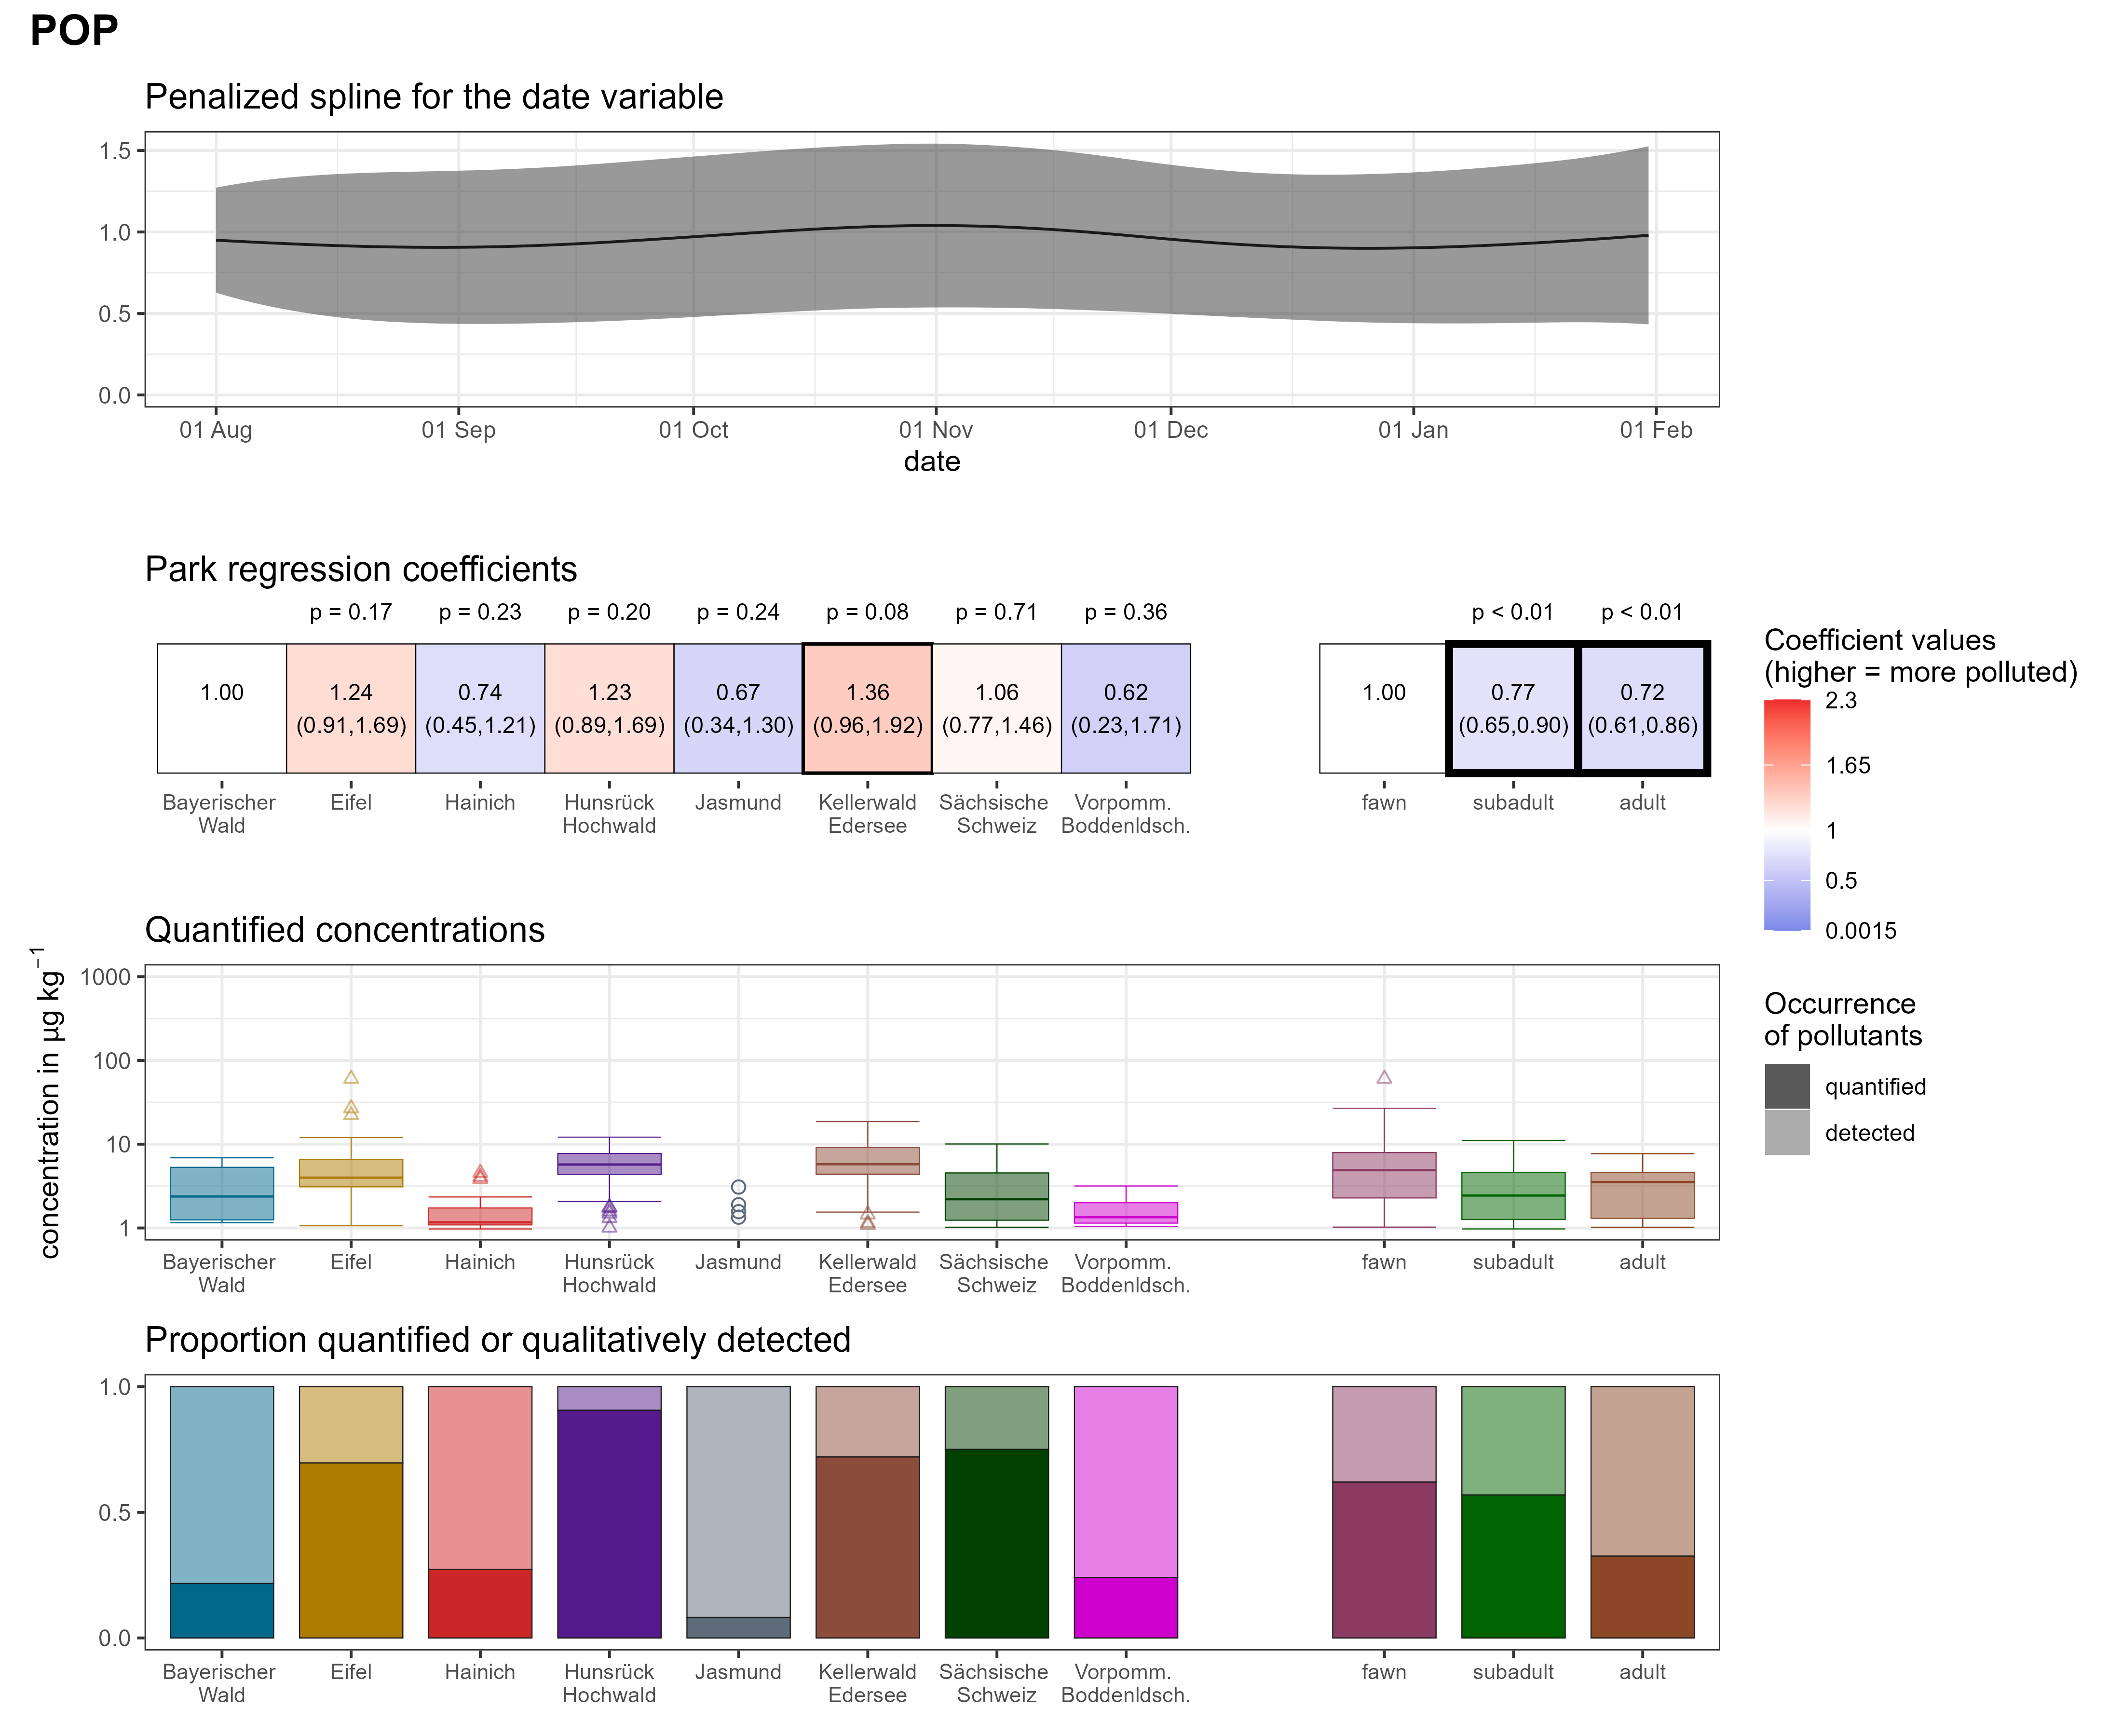 POP
Penalized spline for the date variable
1.5
1.0
0.5
0.0
01 Aug 01 Sep 01 Oct 01 Nov 01 Dec 01 Jan 01 Feb
date
Park regression coefficients
p = 0.17 p = 0.23 p = 0.20 p = 0.24 p = 0.08 p = 0.71 p = 0.36 p < 0.01 p < 0.01
1.00 1.24 0.74 1.23 0.67 1.36 1.06 0.62 1.00 0.77 0.72
(0.91,1.69) (0.45,1.21) (0.89,1.69) (0.34,1.30) (0.96,1.92) (0.77,1.46) (0.23,1.71) (0.65,0.90) (0.61,0.86)
Bayerischer Eifel Hainich Hunsrück Jasmund Kellerwald Sächsische Vorpomm. fawn subadult adult
Wald Hochwald Edersee Schweiz Boddenldsch.
Coefficient values
(higher = more polluted)
2.3
1.65
1
0.5
0.0015
Quantified concentrations
concentration in µg kg⁻¹
1000
100
10
1
Bayerischer Eifel Hainich Hunsrück Jasmund Kellerwald Sächsische Vorpomm. fawn subadult adult
Wald Hochwald Edersee Schweiz Boddenldsch.
Occurrence
of pollutants
quantified
detected
Proportion quantified or qualitatively detected
1.0
0.5
0.0
Bayerischer Eifel Hainich Hunsrück Jasmund Kellerwald Sächsische Vorpomm. fawn subadult adult
Wald Hochwald Edersee Schweiz Boddenldsch.